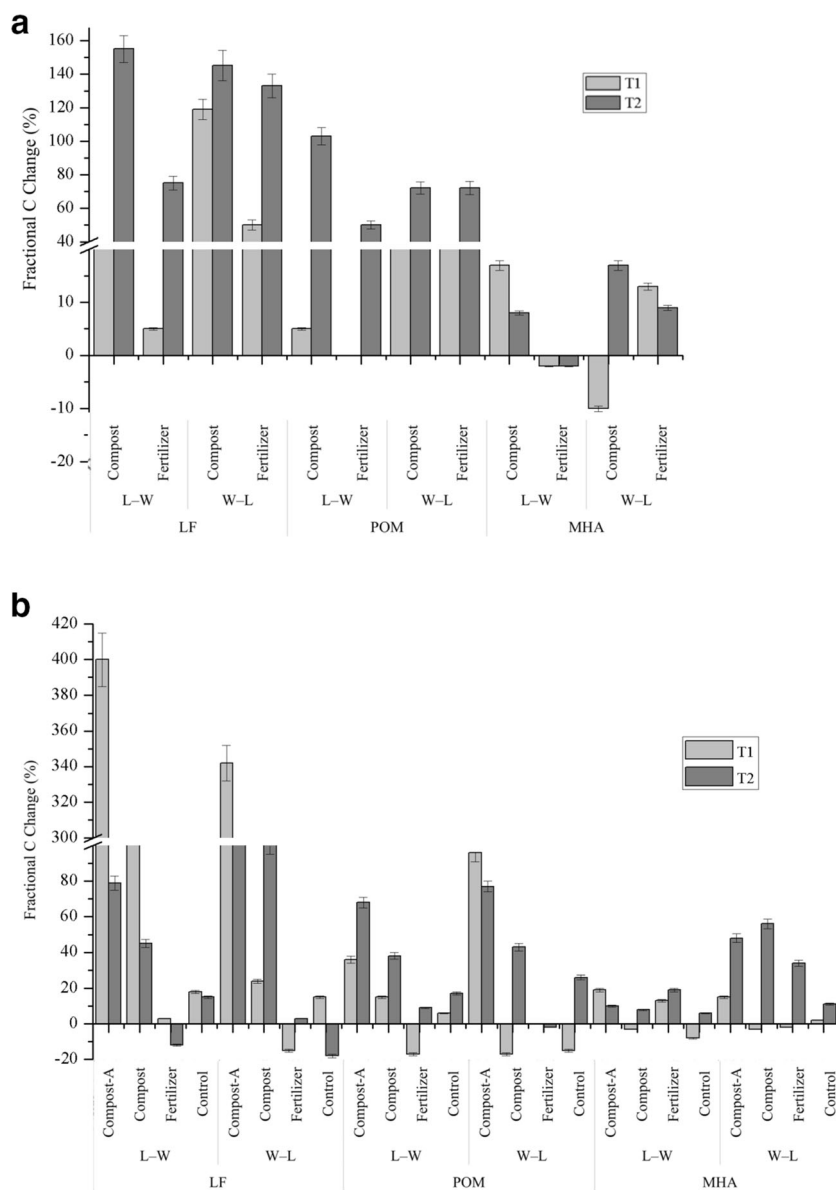 a
Fractional C Change (%)
160
140
120
100
80
60
40
10
0
-10
-20
T1
T2
Compost Fertilizer Compost Fertilizer Compost Fertilizer Compost Fertilizer Compost Fertilizer Compost Fertilizer
L–W W–L L–W W–L L–W W–L
LF POM MHA
b
Fractional C Change (%)
420
400
380
360
340
320
300
80
60
40
20
0
-20
T1
T2
Compost-A Compost Fertilizer Control Compost-A Compost Fertilizer Control Compost-A Compost Fertilizer Control Compost-A Compost Fertilizer Control Compost-A Compost Fertilizer Control Compost-A Compost Fertilizer Control
L–W W–L L–W W–L L–W W–L
LF POM MHA